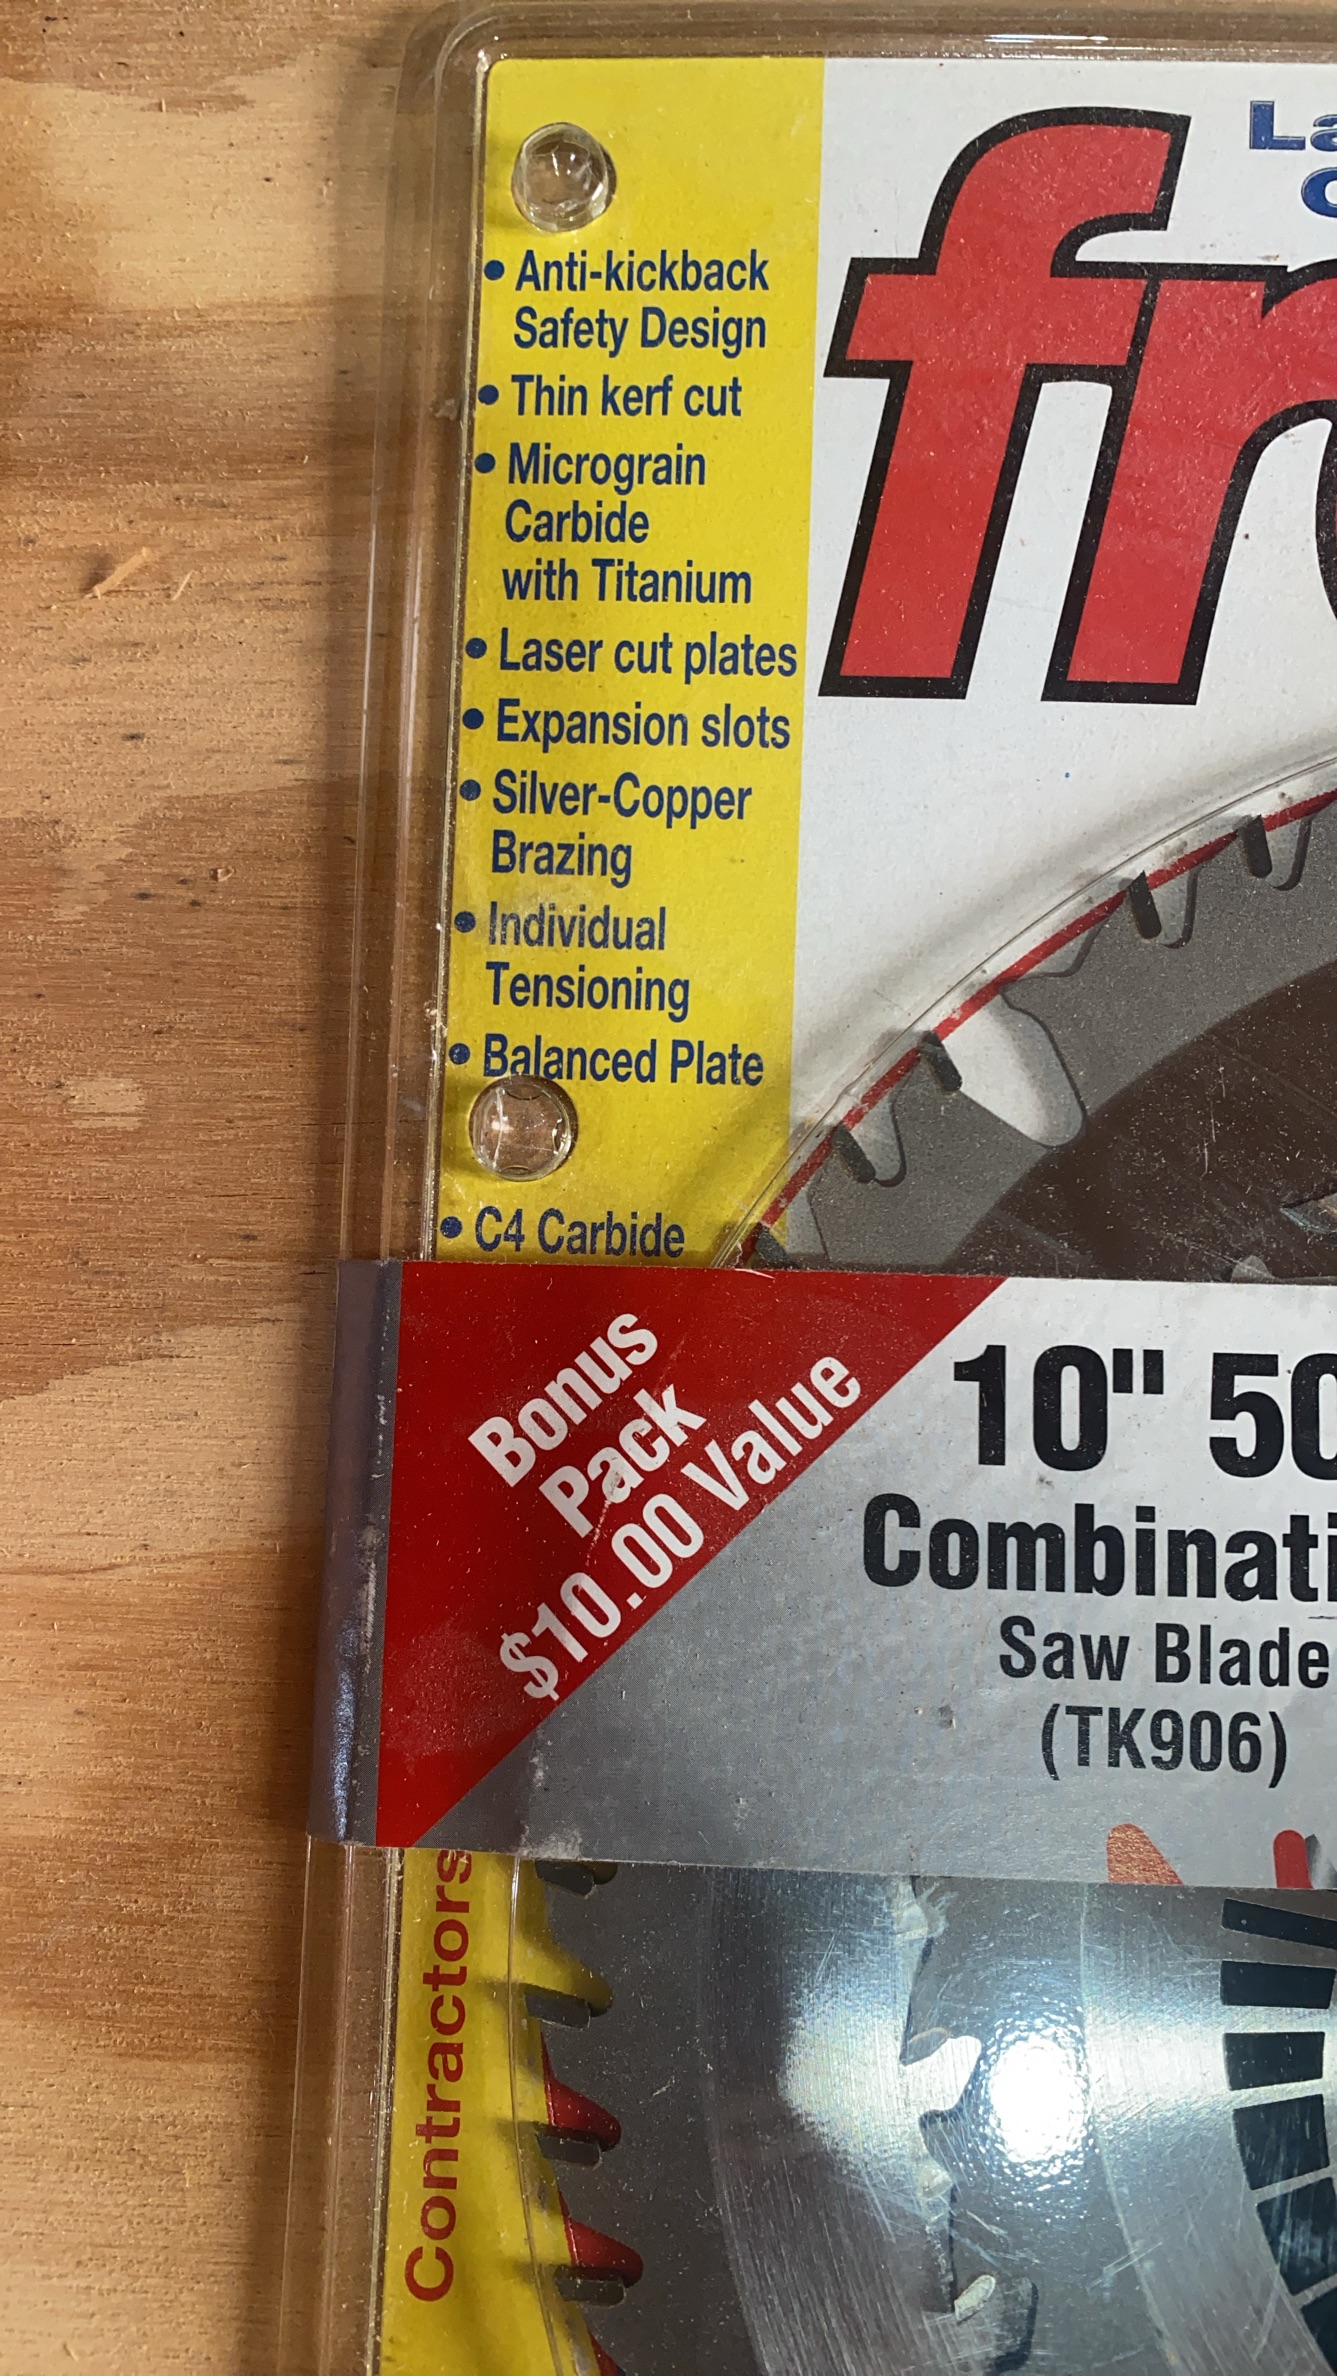 • Anti-kickback
Safety Design
• Thin kerf cut
• Micrograin
Carbide
with Titanium
• Laser cut plates
• Expansion slots
• Silver-Copper
Brazing
• Individual
Tensioning
• Balanced Plate
• C4 Carbide
Bonus
Pack
$10.00 Value
10" 50
Saw Blade
(TK906)
Contractors